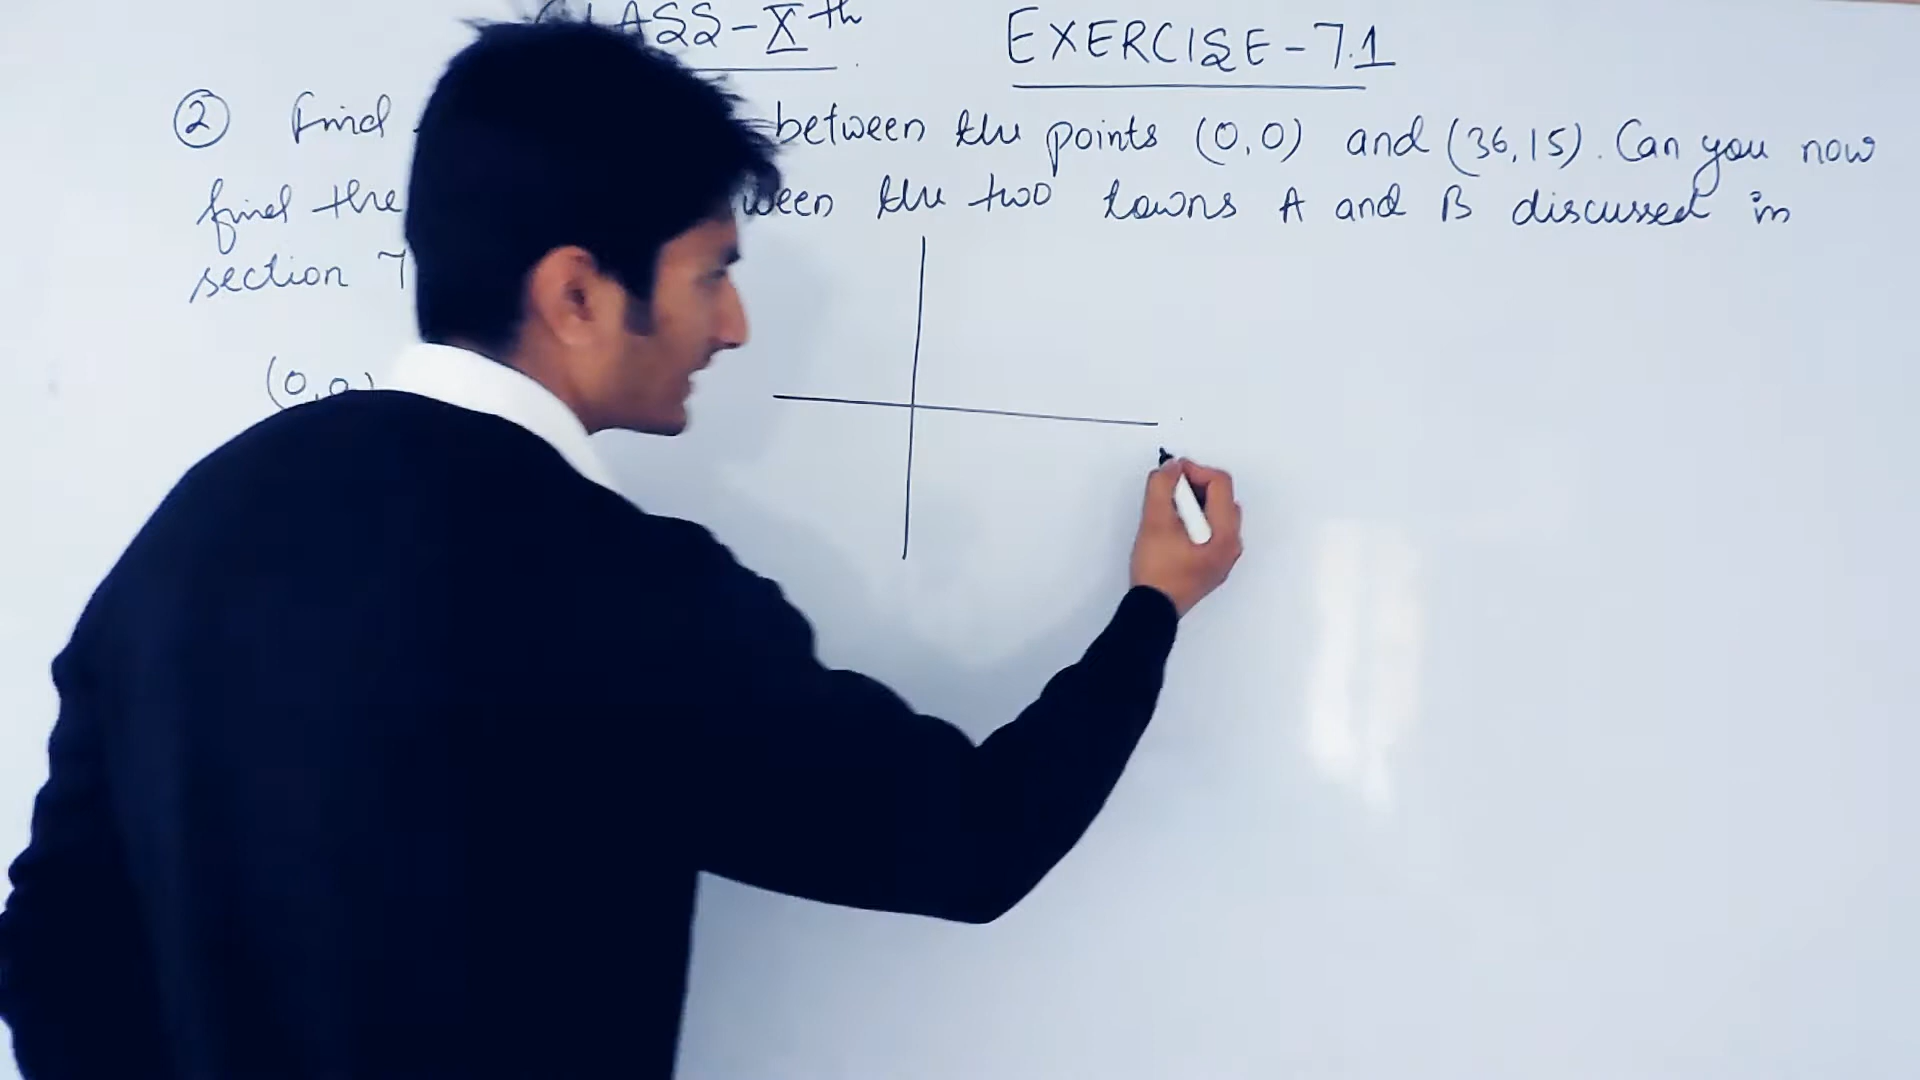 CLASS-Xth EXERCISE-7.1
② Find between the points (0,0) and (36,15). Can you now
find the the two towns A and B discussed in
section 7
(0,0)